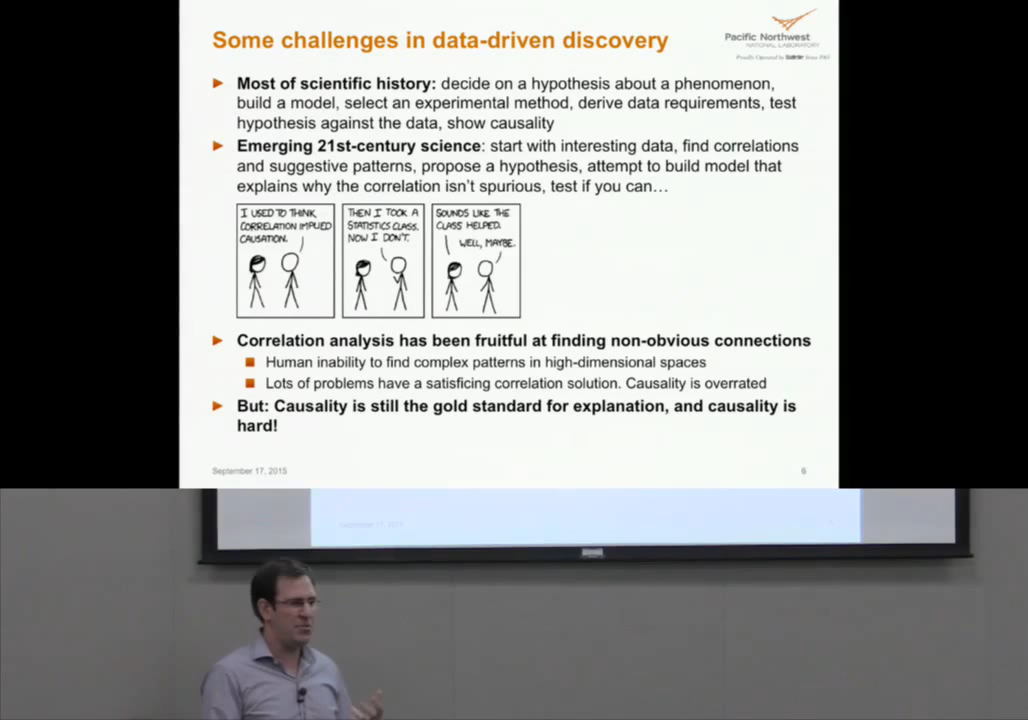 Some challenges in data-driven discovery
Pacific Northwest
NATIONAL LABORATORY
Proudly Operated by Battelle Since 1965
Most of scientific history: decide on a hypothesis about a phenomenon,
build a model, select an experimental method, derive data requirements, test
hypothesis against the data, show causality
Emerging 21st-century science: start with interesting data, find correlations
and suggestive patterns, propose a hypothesis, attempt to build model that
explains why the correlation isn't spurious, test if you can…
I USED TO THINK
CORRELATION IMPLIED
CAUSATION.
THEN I TOOK A
STATISTICS CLASS.
NOW I DON'T.
SOUNDS LIKE THE
CLASS HELPED.
WELL, MAYBE.
Correlation analysis has been fruitful at finding non-obvious connections
Human inability to find complex patterns in high-dimensional spaces
Lots of problems have a satisficing correlation solution. Causality is overrated
But: Causality is still the gold standard for explanation, and causality is
hard!
September 17, 2015
6